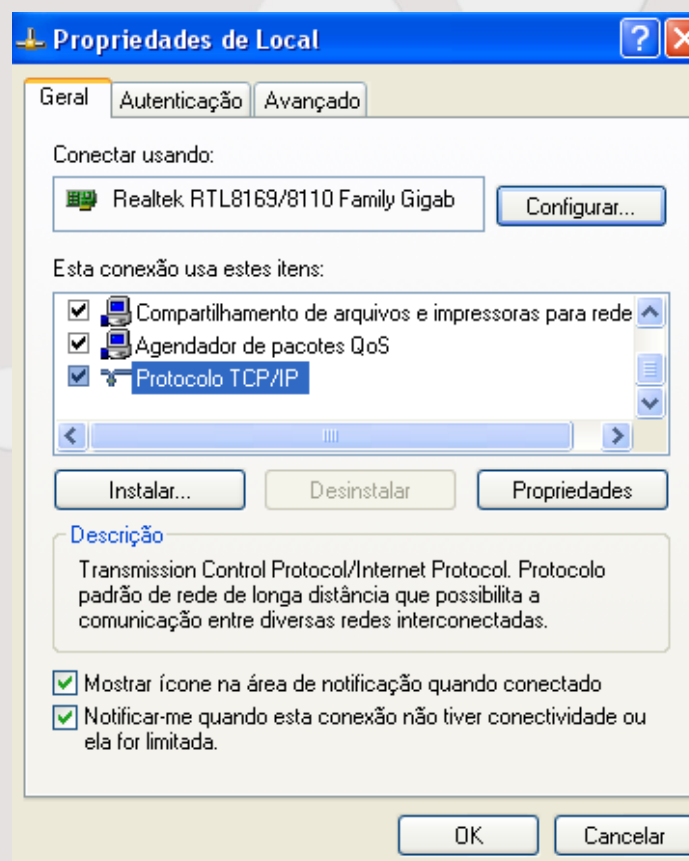 Propriedades de Local
Geral Autenticação Avançado
Conectar usando:
Realtek RTL8169/8110 Family Gigab Configurar...
Esta conexão usa estes itens:
Compartilhamento de arquivos e impressoras para rede
Agendador de pacotes QoS
Protocolo TCP/IP
Instalar... Desinstalar Propriedades
Descrição
Transmission Control Protocol/Internet Protocol. Protocolo
padrão de rede de longa distância que possibilita a
comunicação entre diversas redes interconectadas.
Mostrar ícone na área de notificação quando conectado
Notificar-me quando esta conexão não tiver conectividade ou
ela for limitada.
OK Cancelar